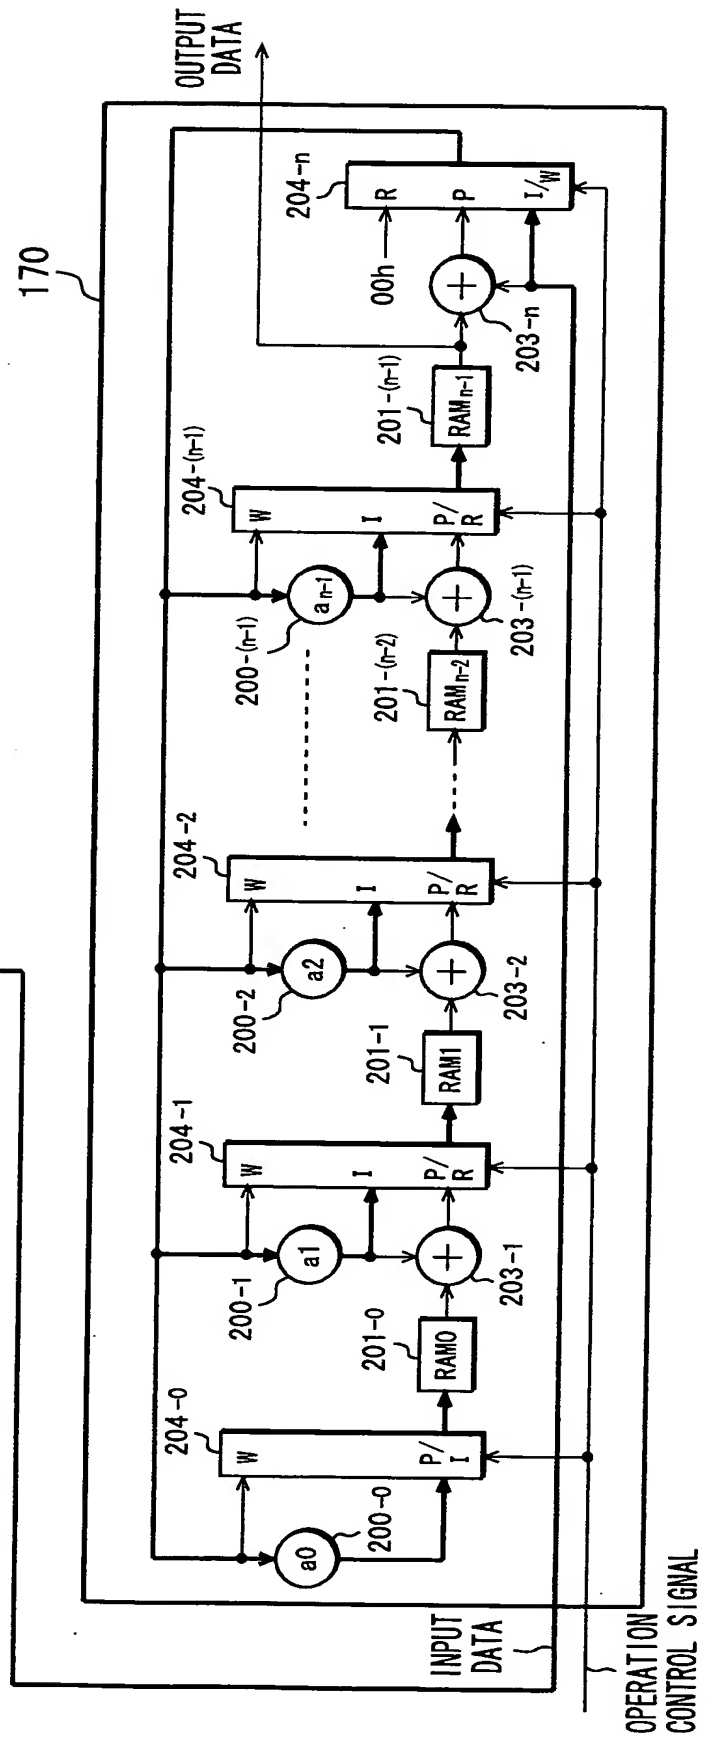 170
OUTPUT
DATA
204-n
R
P
I/W
00h
203-n
201-(n-1)
RAMn-1
204-(n-1)
W
I
P/
R
an-1
200-(n-1)
203-(n-1)
201-(n-2)
RAMn-2
204-2
W
I
P/
R
a2
200-2
203-2
201-1
RAM1
204-1
W
I
P/
R
a1
200-1
203-1
201-0
RAM0
204-0
W
P/
I
a0
200-0
INPUT
DATA
OPERATION
CONTROL SIGNAL